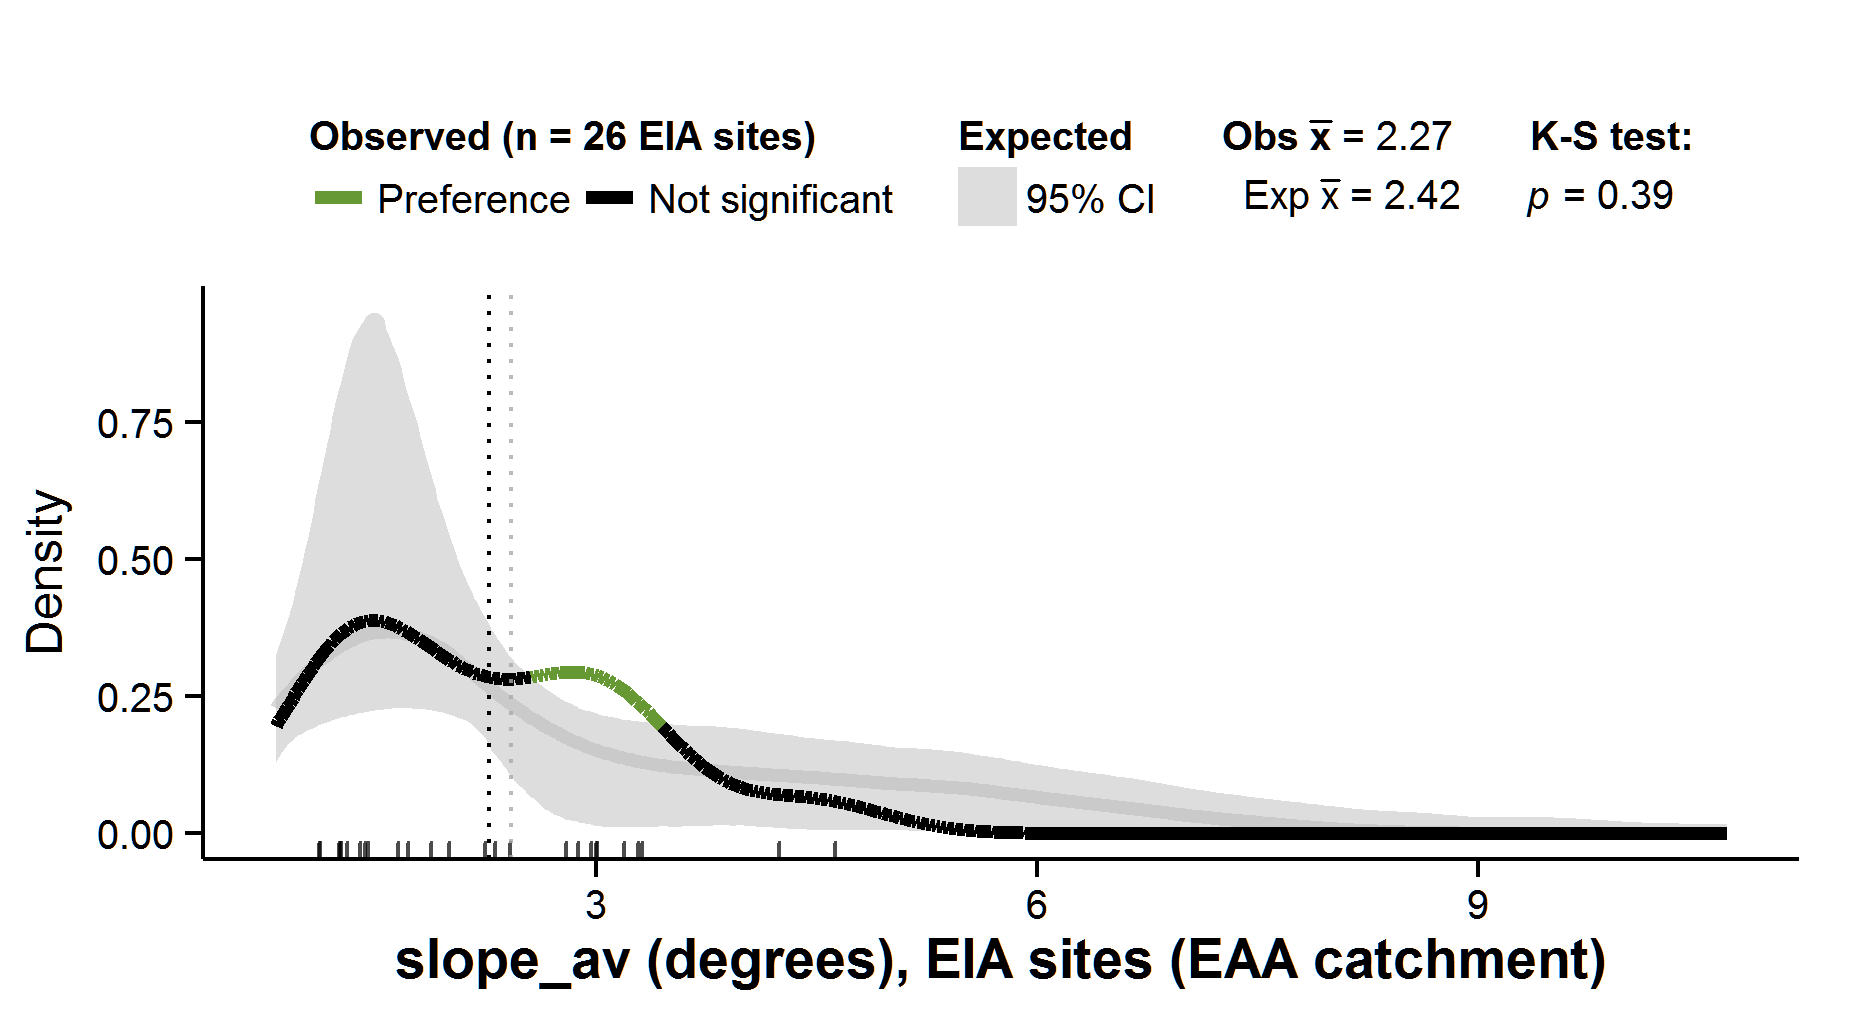 Observed (n = 26 EIA sites) Expected Obs x̅ = 2.27 K-S test:
Preference Not significant 95% CI Exp x̅ = 2.42 p = 0.39
Density
0.75
0.50
0.25
0.00
3 6 9
slope_av (degrees), EIA sites (EAA catchment)